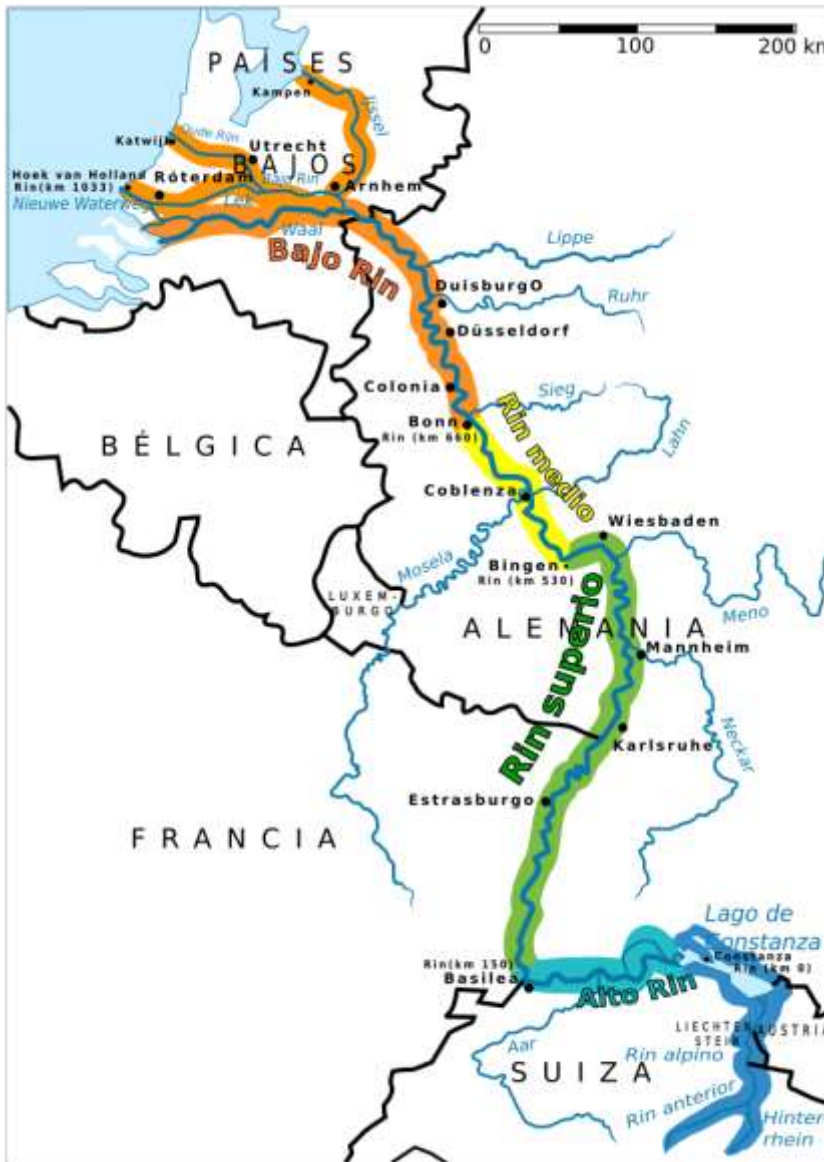 0 100 200 km
PAÍSES
Kampen
Ijssel
Katwijk
Oude Rijn
Utrecht
BAJOS
Hoek van Holland
Rin(km 1033)
Róterdam
Bajo Rin
Arnhem
Nieuwe Waterweg
Lek
Waal
Bajo Rin
Lippe
DuisburgO
Ruhr
Düsseldorf
Colonia
Sieg
Rin medio
Bonn
Rin (km 660)
Lahn
BÉLGICA
Coblenza
Wiesbaden
Mosela
Bingen
Rin (km 530)
LUXEM-
BURGO
Meno
ALEMANIA
Mannheim
Rin superio
Karlsruhe
Neckar
Estrasburgo
FRANCIA
Lago de
Constanza
Constanza
Rin (km 0)
Rin(km 150)
Basilea
Alto Rin
LIECHTEN
STEIN
AUSTRIA
Aar
Rin alpino
SUIZA
Rin anterior
Hinter-
rhein